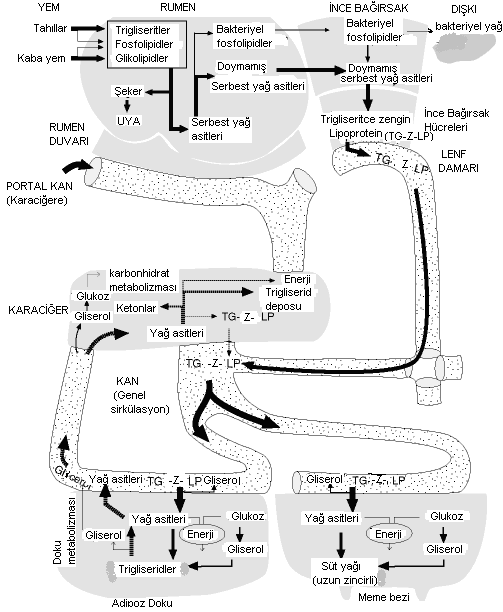 YEM
RUMEN
İNCE BAĞIRSAK
DIŞKI
Tahıllar
Kaba yem
Trigliseritler
Fosfolipidler
Glikolipidler
Bakteriyel
fosfolipidler
Bakteriyel
fosfolipidler
bakteriyel yağ
Doymamış
Serbest yağ asitleri
Doymamış
serbest yağ asitleri
Şeker
UYA
Serbest yağ
asitleri
Trigliseritce zengin
Lipoprotein (TG-Z-LP)
İnce Bağırsak
Hücreleri
RUMEN
DUVARI
TG- Z- LP
LENF
DAMARI
PORTAL KAN
(Karaciğere)
karbonhidrat
metabolizması
Enerji
Trigliserid
deposu
Glukoz
KARACİĞER
Gliserol
Ketonlar
TG- Z- LP
Yağ asitleri
TG -Z- LP
KAN
(Genel
sirkülasyon)
Yağ asitleri
TG -Z- LP
Gliserol
Gliserol
TG- -Z-, LP
Doku
metabolizması
Yağ asitleri
Glukoz
Enerji
Gliserol
Gliserol
Trigliseridler
Adipoz Doku
Yağ asitleri
Glukoz
Enerji
Gliserol
Süt yağı
(uzun zincirli)
Meme bezi